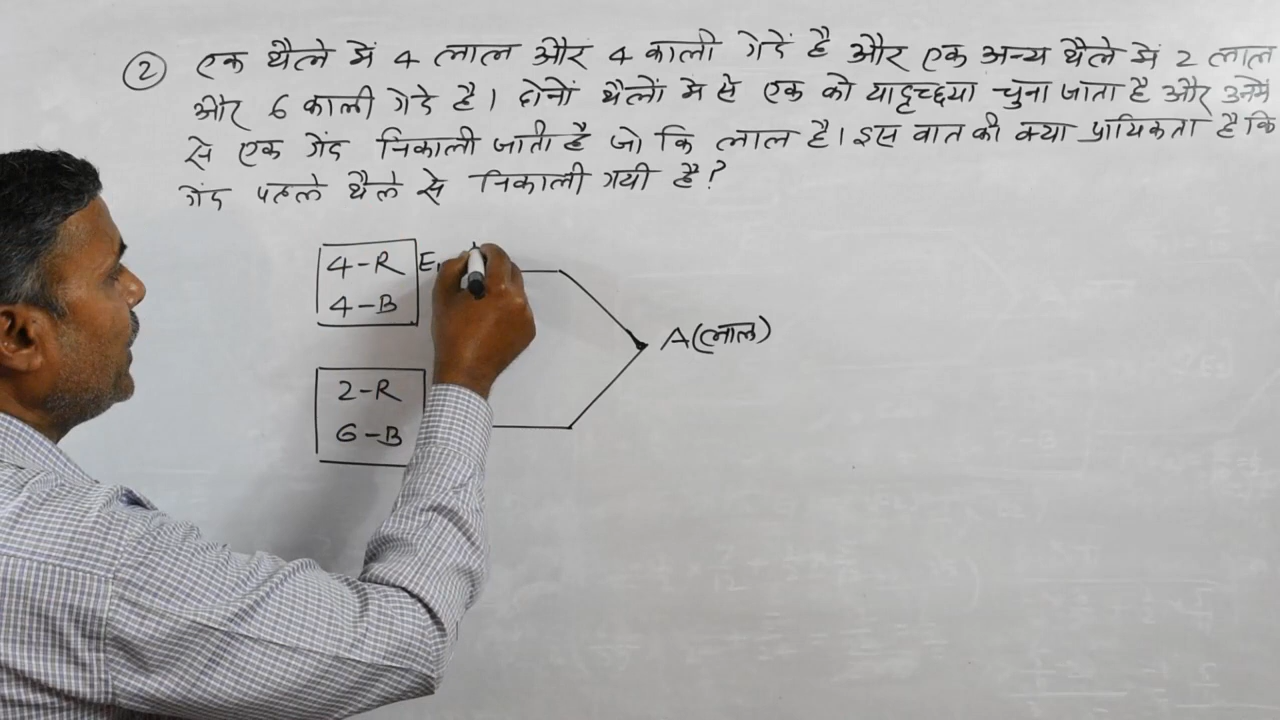 ② एक थैले में 4 लाल और 4 काली गेदें है और एक अन्य थैले में 2 लाल
और 6 काली गेदे है। दोनों थैलों मे से एक को यादृच्छया चुना जाता है और उनमें
से एक गेंद निकाली जाती है जो कि लाल है। इस बात की क्या प्रायिकता है कि
गेंद पहले थैले से निकाली गयी है?
4-R E₁
4-B
A(लाल)
2-R
6-B